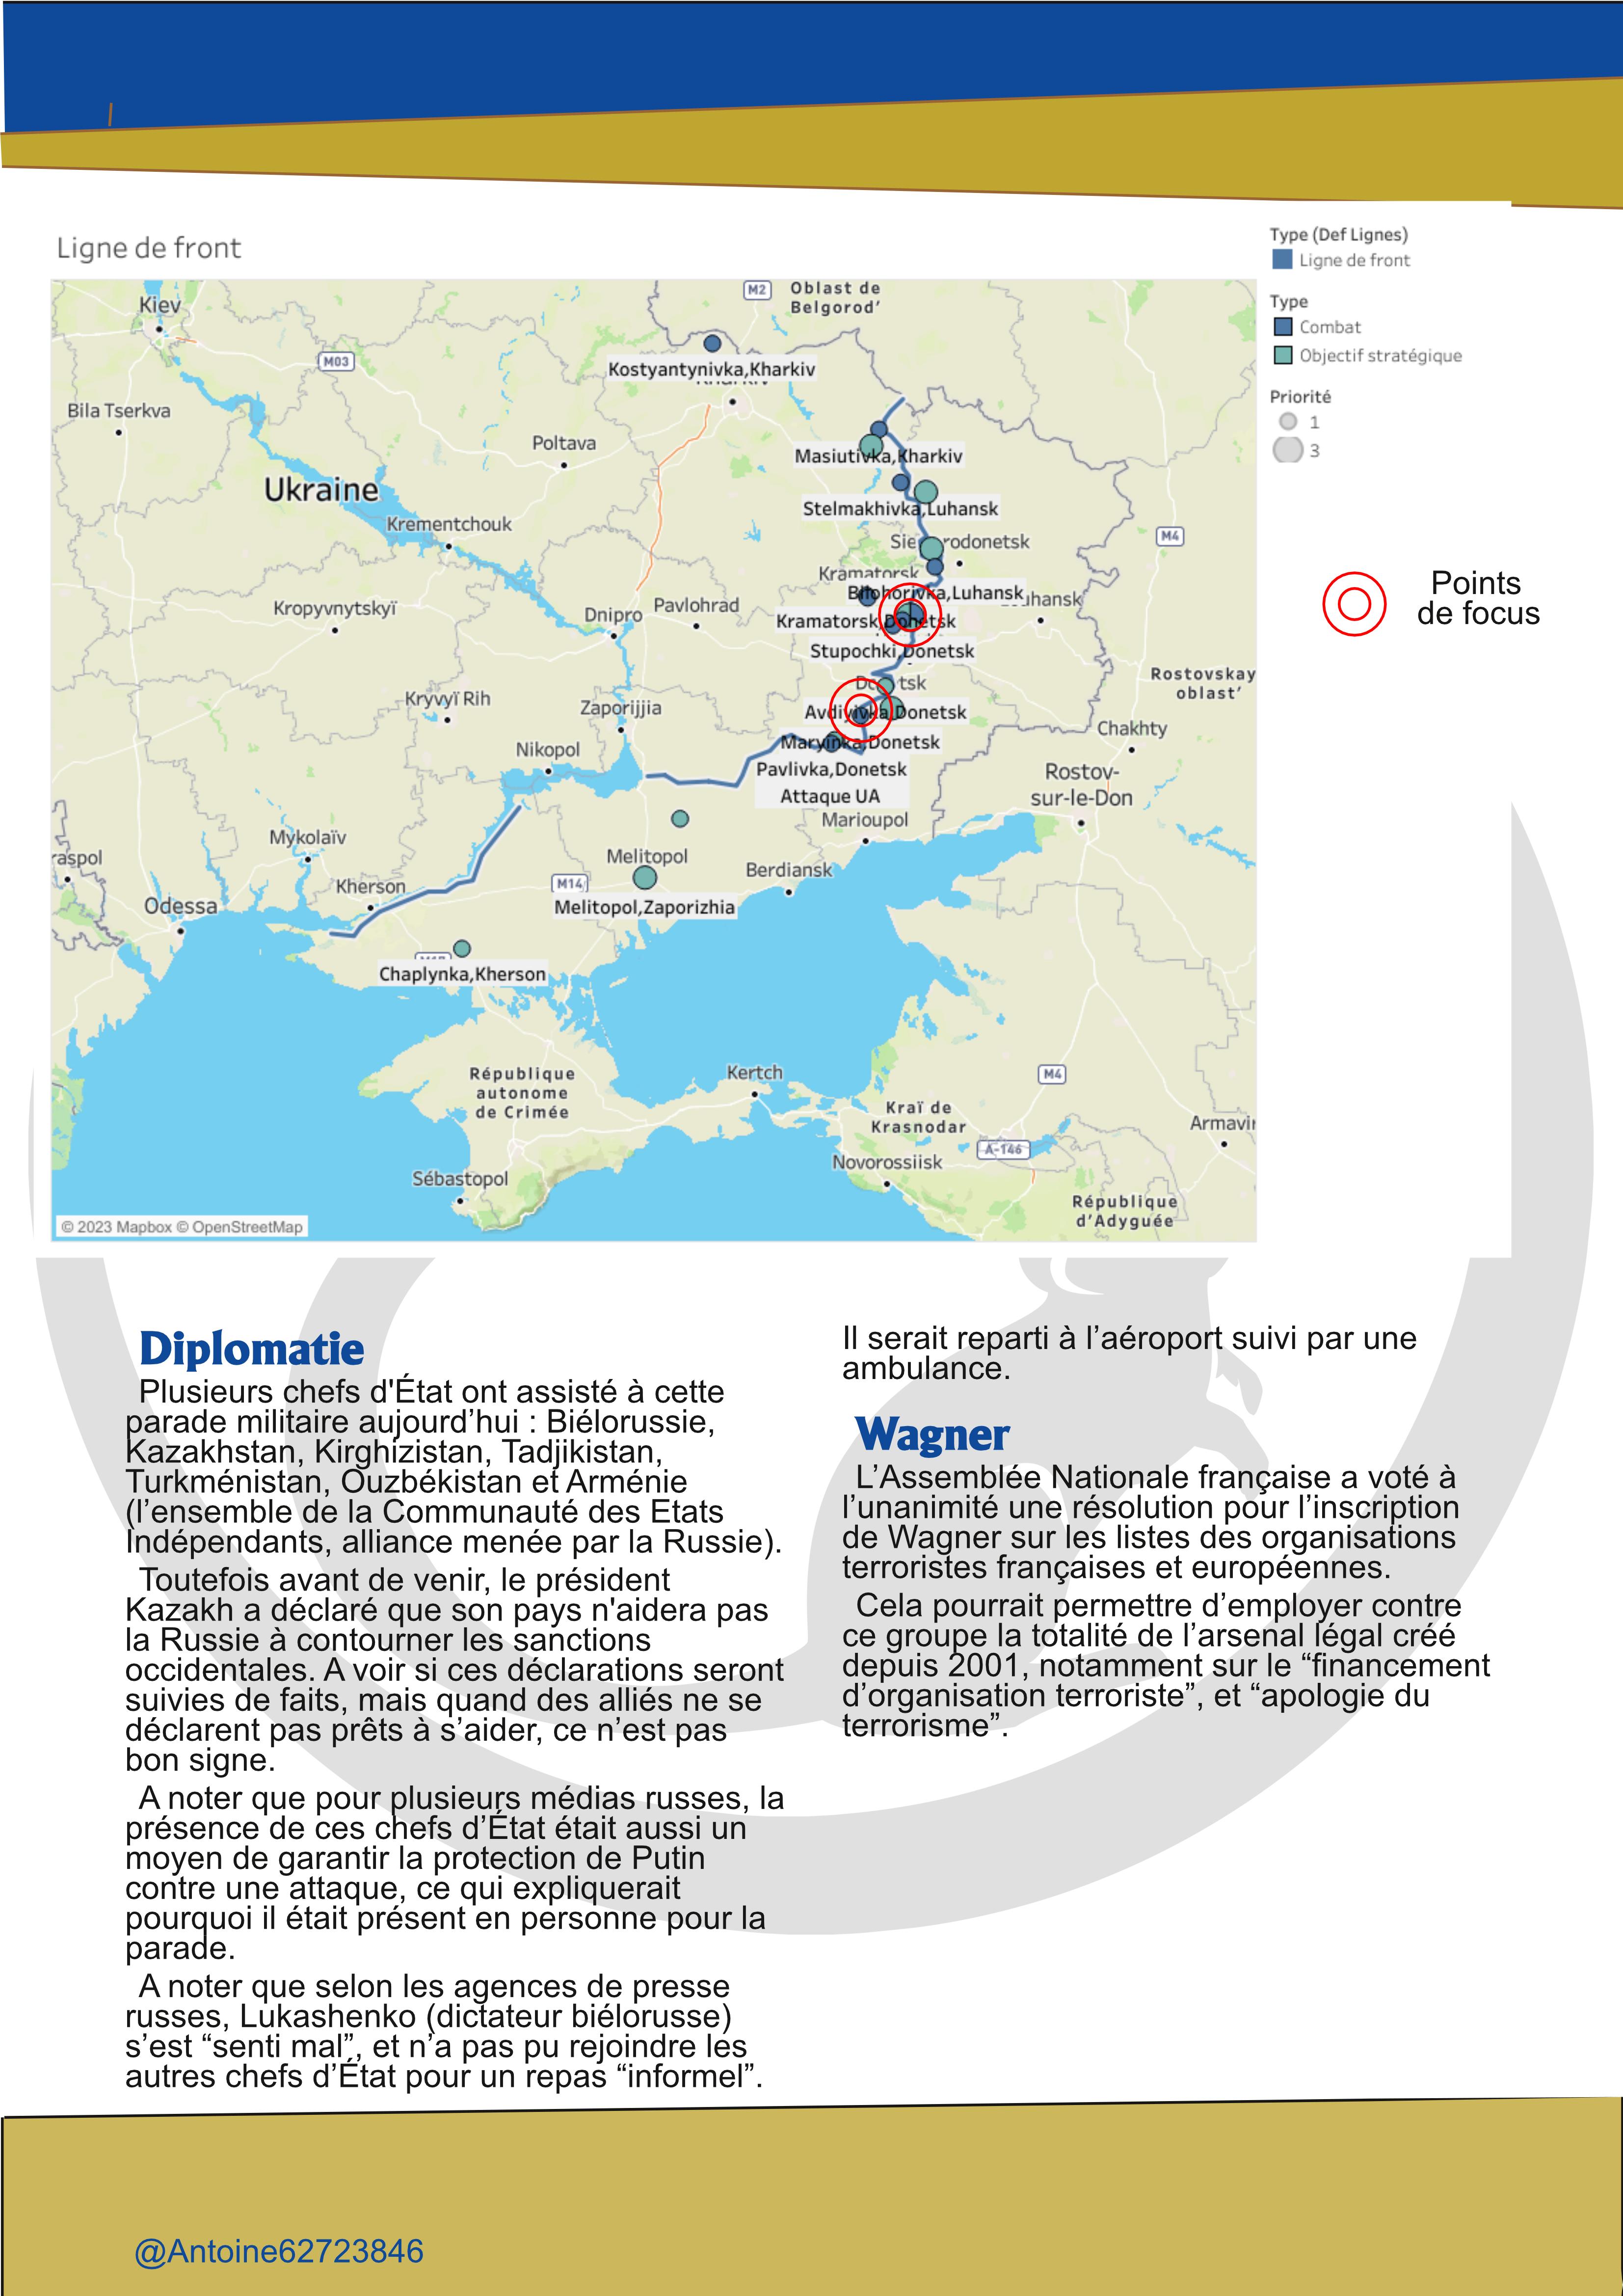 Ligne de front
Type (Def Lignes)
Ligne de front
Type
Combat
Objectif stratégique
Priorité
1
3
Points
de focus
M2
Oblast de
Belgorod’
Kiev
M03
Kostyantynivka,Kharkiv
Bila Tserkva
Poltava
Masiutivka,Kharkiv
Ukraine
Krementchouk
Stelmakhivka,Luhansk
M4
Kramatorsk
Bilohorivka,Luhansk
Kropyvnytskyï
Dnipro
Pavlohrad
Kramatorsk,Donetsk
Stupochki,Donetsk
Rostovskay
oblast’
Kryvyï Rih
Zaporijjia
Avdiyivka,Donetsk
Chakhty
Nikopol
Maryinka,Donetsk
Pavlivka,Donetsk
Attaque UA
Rostov-
sur-le-Don
Marioupol
Mykolaïv
raspol
Melitopol
Berdiansk
Kherson
M14
Odessa
Melitopol,Zaporizhia
Chaplynka,Kherson
République
autonome
de Crimée
Kertch
M4
Kraï de
Krasnodar
Armavir
A-146
Novorossiisk
Sébastopol
République
d’Adyguée
© 2023 Mapbox © OpenStreetMap
Diplomatie
Plusieurs chefs d'État ont assisté à cette
parade militaire aujourd’hui : Biélorussie,
Kazakhstan, Kirghizistan, Tadjikistan,
Turkménistan, Ouzbékistan et Arménie
(l’ensemble de la Communauté des Etats
Indépendants, alliance menée par la Russie).
Toutefois avant de venir, le président
Kazakh a déclaré que son pays n'aidera pas
la Russie à contourner les sanctions
occidentales. A voir si ces déclarations seront
suivies de faits, mais quand des alliés ne se
déclarent pas prêts à s’aider, ce n’est pas
bon signe.
A noter que pour plusieurs médias russes, la
présence de ces chefs d’État était aussi un
moyen de garantir la protection de Putin
contre une attaque, ce qui expliquerait
pourquoi il était présent en personne pour la
parade.
A noter que selon les agences de presse
russes, Lukashenko (dictateur biélorusse)
s’est “senti mal”, et n’a pas pu rejoindre les
autres chefs d’État pour un repas “informel”.
Il serait reparti à l’aéroport suivi par une
ambulance.
Wagner
L’Assemblée Nationale française a voté à
l’unanimité une résolution pour l’inscription
de Wagner sur les listes des organisations
terroristes françaises et européennes.
Cela pourrait permettre d’employer contre
ce groupe la totalité de l’arsenal légal créé
depuis 2001, notamment sur le “financement
d’organisation terroriste”, et “apologie du
terrorisme”.
@Antoine62723846